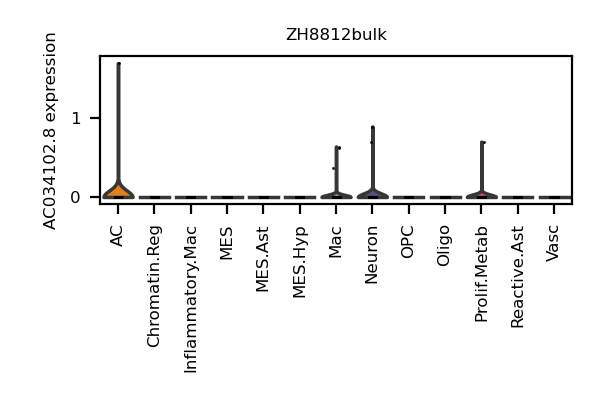 ZH8812bulk
AC034102.8 expression
1
0
AC
Chromatin.Reg
Inflammatory.Mac
MES
MES.Ast
MES.Hyp
Mac
Neuron
OPC
Oligo
Prolif.Metab
Reactive.Ast
Vasc